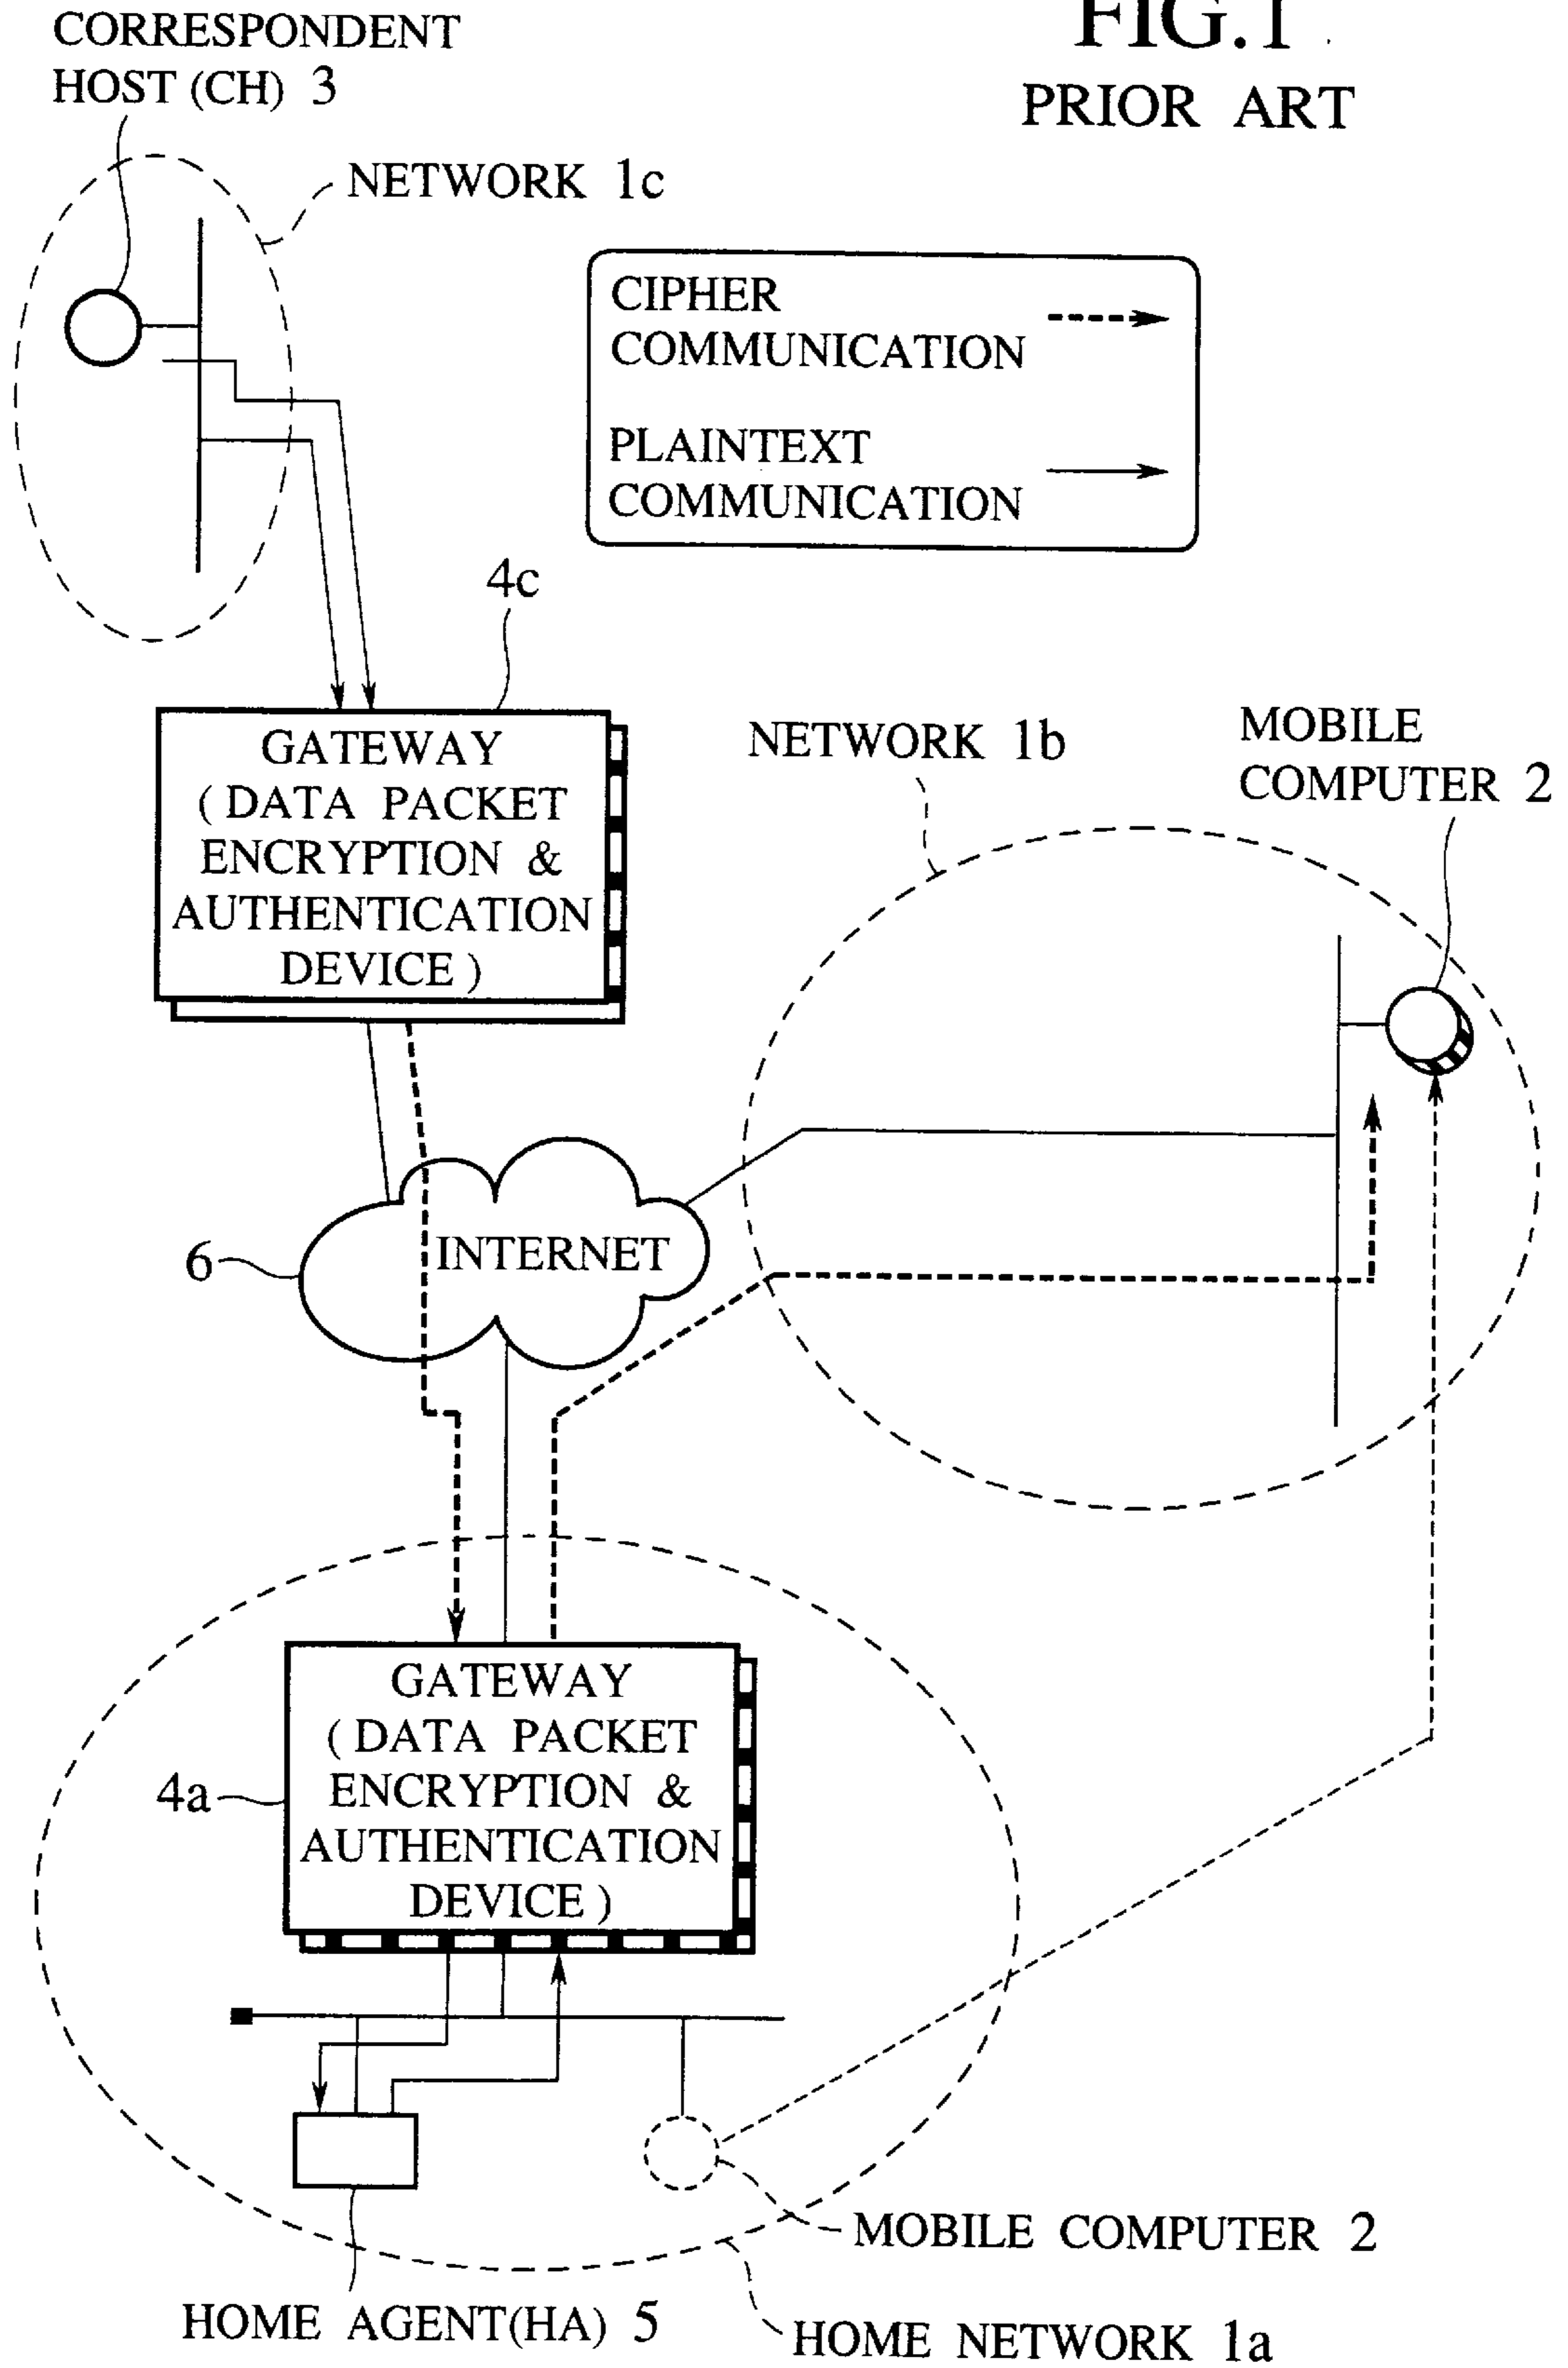 FIG.1
PRIOR ART
CORRESPONDENT
HOST (CH) 3
NETWORK 1c
CIPHER
COMMUNICATION
PLAINTEXT
COMMUNICATION
4c
GATEWAY
( DATA PACKET
ENCRYPTION &
AUTHENTICATION
DEVICE )
NETWORK 1b
MOBILE
COMPUTER 2
6
INTERNET
4a
GATEWAY
( DATA PACKET
ENCRYPTION &
AUTHENTICATION
DEVICE )
MOBILE COMPUTER 2
HOME AGENT(HA) 5
HOME NETWORK 1a